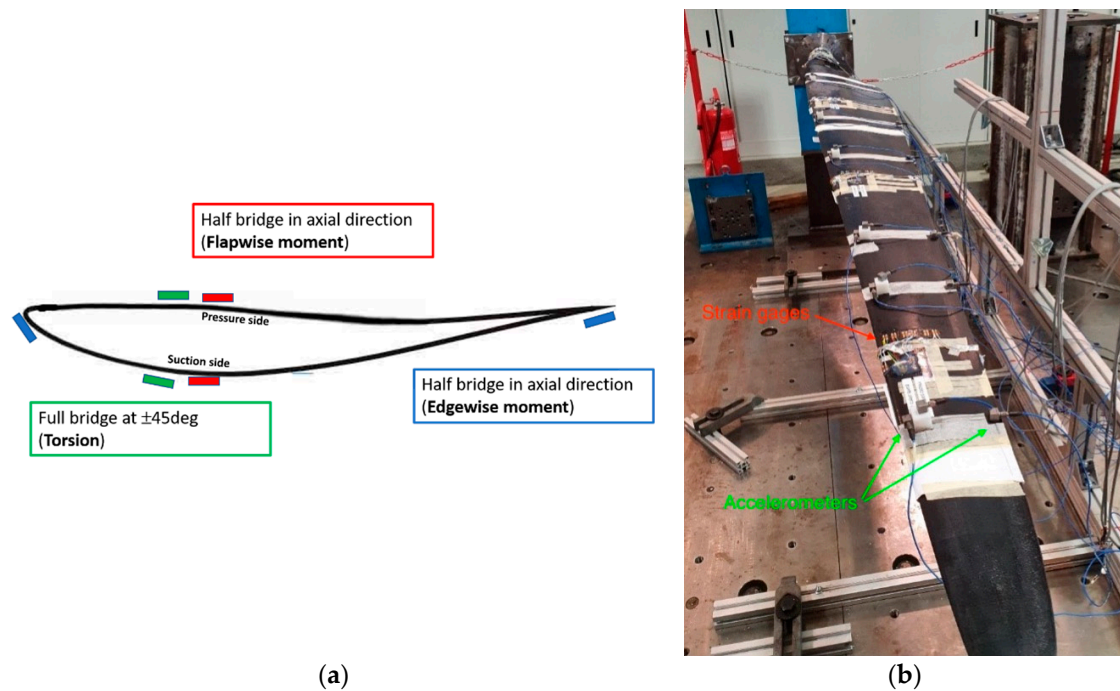 Half bridge in axial direction
(Flapwise moment)
Pressure side
Suction side
Half bridge in axial direction
(Edgewise moment)
Full bridge at ±45deg
(Torsion)
Strain gages
Accelerometers
(a)
(b)